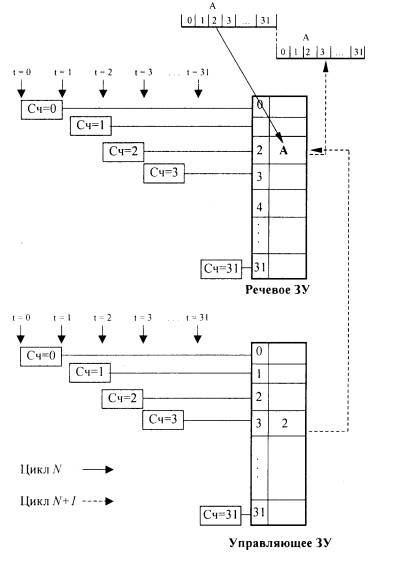 A
0 1 2 3 ... 31
A
0 1 2 3 ... 31
t = 0 t = 1 t = 2 t = 3 . . . t = 31
Сч=0
0
Сч=1
Сч=2
2 А
Сч=3
3
4
.
.
.
Сч=31
31
Речевое ЗУ
t = 0 t = 1 t = 2 t = 3 . . . t = 31
Сч=0
0
Сч=1
1
Сч=2
2
Сч=3
3 2
.
.
.
Цикл N
Цикл N+1
Сч=31
31
Управляющее ЗУ